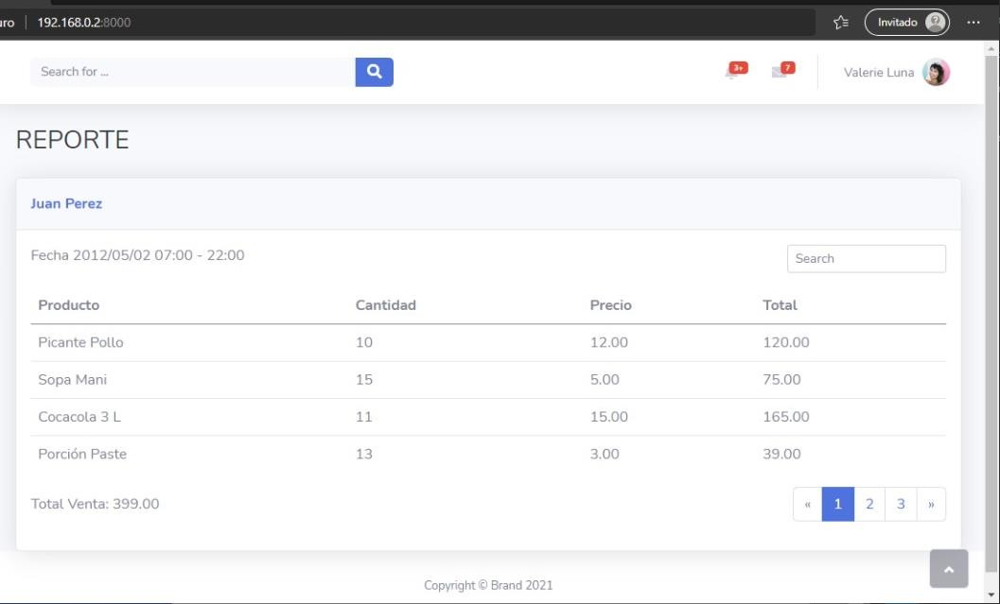 uro 192.168.0.2:8000 Invitado ...
Search for ... 3+ 7 Valerie Luna
REPORTE
Juan Perez
Fecha 2012/05/02 07:00 - 22:00 Search
Producto Cantidad Precio Total
Picante Pollo 10 12.00 120.00
Sopa Mani 15 5.00 75.00
Cocacola 3 L 11 15.00 165.00
Porción Paste 13 3.00 39.00
Total Venta: 399.00 « 1 2 3 »
Copyright © Brand 2021